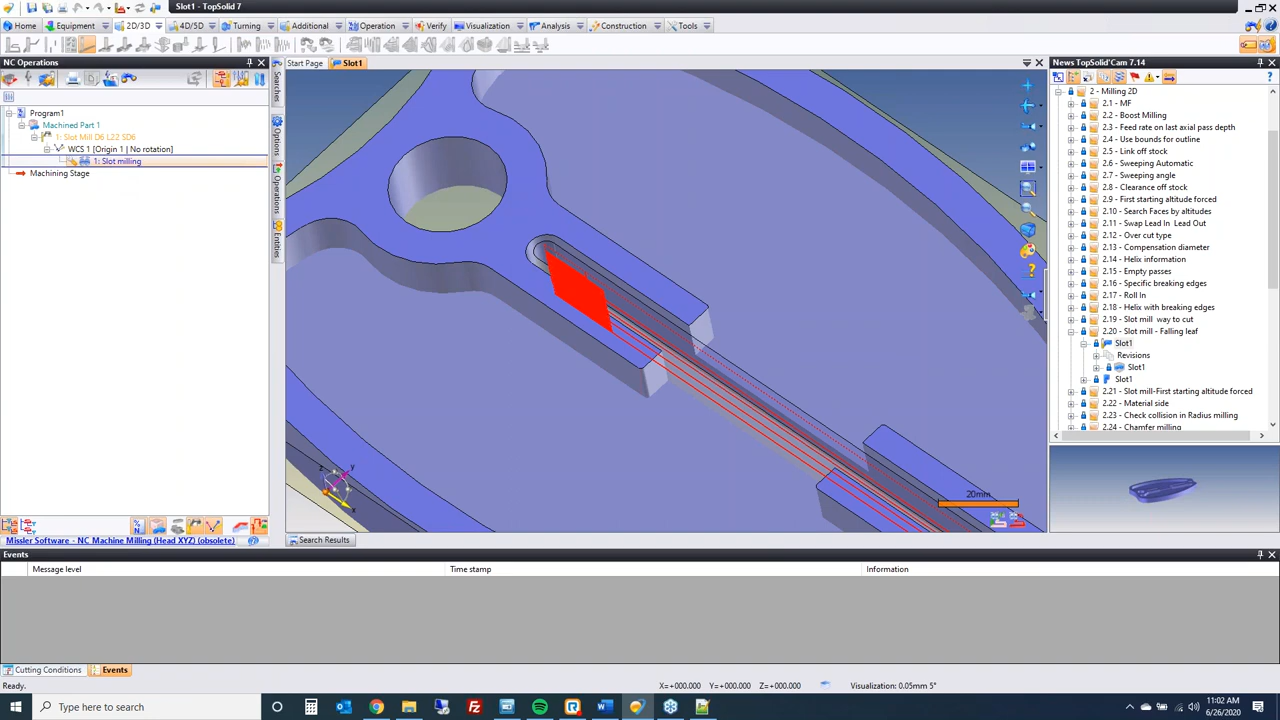 Slot1 - TopSolid 7
Home
Equipment
2D/3D
4D/5D
Turning
Additional
Operation
Verify
Visualization
Analysis
Construction
Tools
NC Operations
Start Page
Slot1
News TopSolid'Cam 7.14
Program1
Machined Part 1
1: Slot Mill D6 L22 SD6
WCS 1 [Origin 1 | No rotation]
1: Slot milling
Machining Stage
Searches
Options
Operations
Entities
2 - Milling 2D
2.1 - MF
2.2 - Boost Milling
2.3 - Feed rate on last axial pass depth
2.4 - Use bounds for outline
2.5 - Link off stock
2.6 - Sweeping Automatic
2.7 - Sweeping angle
2.8 - Clearance off stock
2.9 - First starting altitude forced
2.10 - Search Faces by altitudes
2.11 - Swap Lead In Lead Out
2.12 - Over cut type
2.13 - Compensation diameter
2.14 - Helix information
2.15 - Empty passes
2.16 - Specific breaking edges
2.17 - Roll In
2.18 - Helix with breaking edges
2.19 - Slot mill way to cut
2.20 - Slot mill - Falling leaf
Slot1
Revisions
Slot1
Slot1
2.21 - Slot mill-First starting altitude forced
2.22 - Material side
2.23 - Check collision in Radius milling
2.24 - Chamfer milling
z
y
x
20mm
Missler Software - NC Machine Milling (Head XYZ) (obsolete)
Search Results
Events
Message level
Time stamp
Information
Cutting Conditions
Events
Ready.
X=+000.000
Y=+000.000
Z=+000.000
Visualization: 0.05mm 5°
Type here to search
11:02 AM
6/26/2020